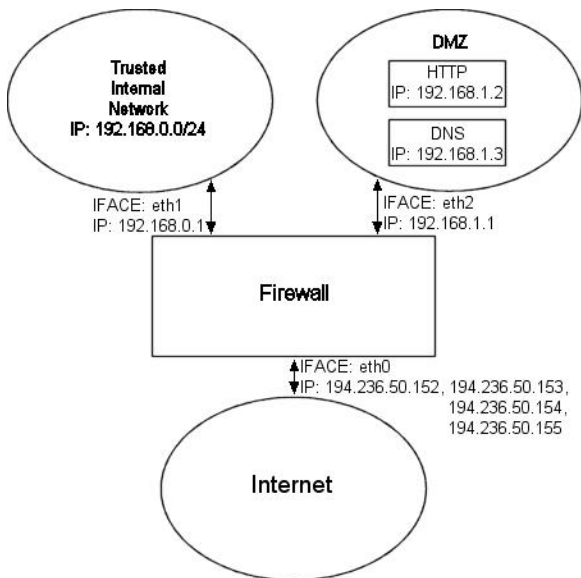 Trusted
Internal
Network
IP: 192.168.0.0/24
DMZ
HTTP
IP: 192.168.1.2
DNS
IP: 192.168.1.3
IFACE: eth1
IP: 192.168.0.1
IFACE: eth2
IP: 192.168.1.1
Firewall
IFACE: eth0
IP: 194.236.50.152, 194.236.50.153,
194.236.50.154,
194.236.50.155
Internet